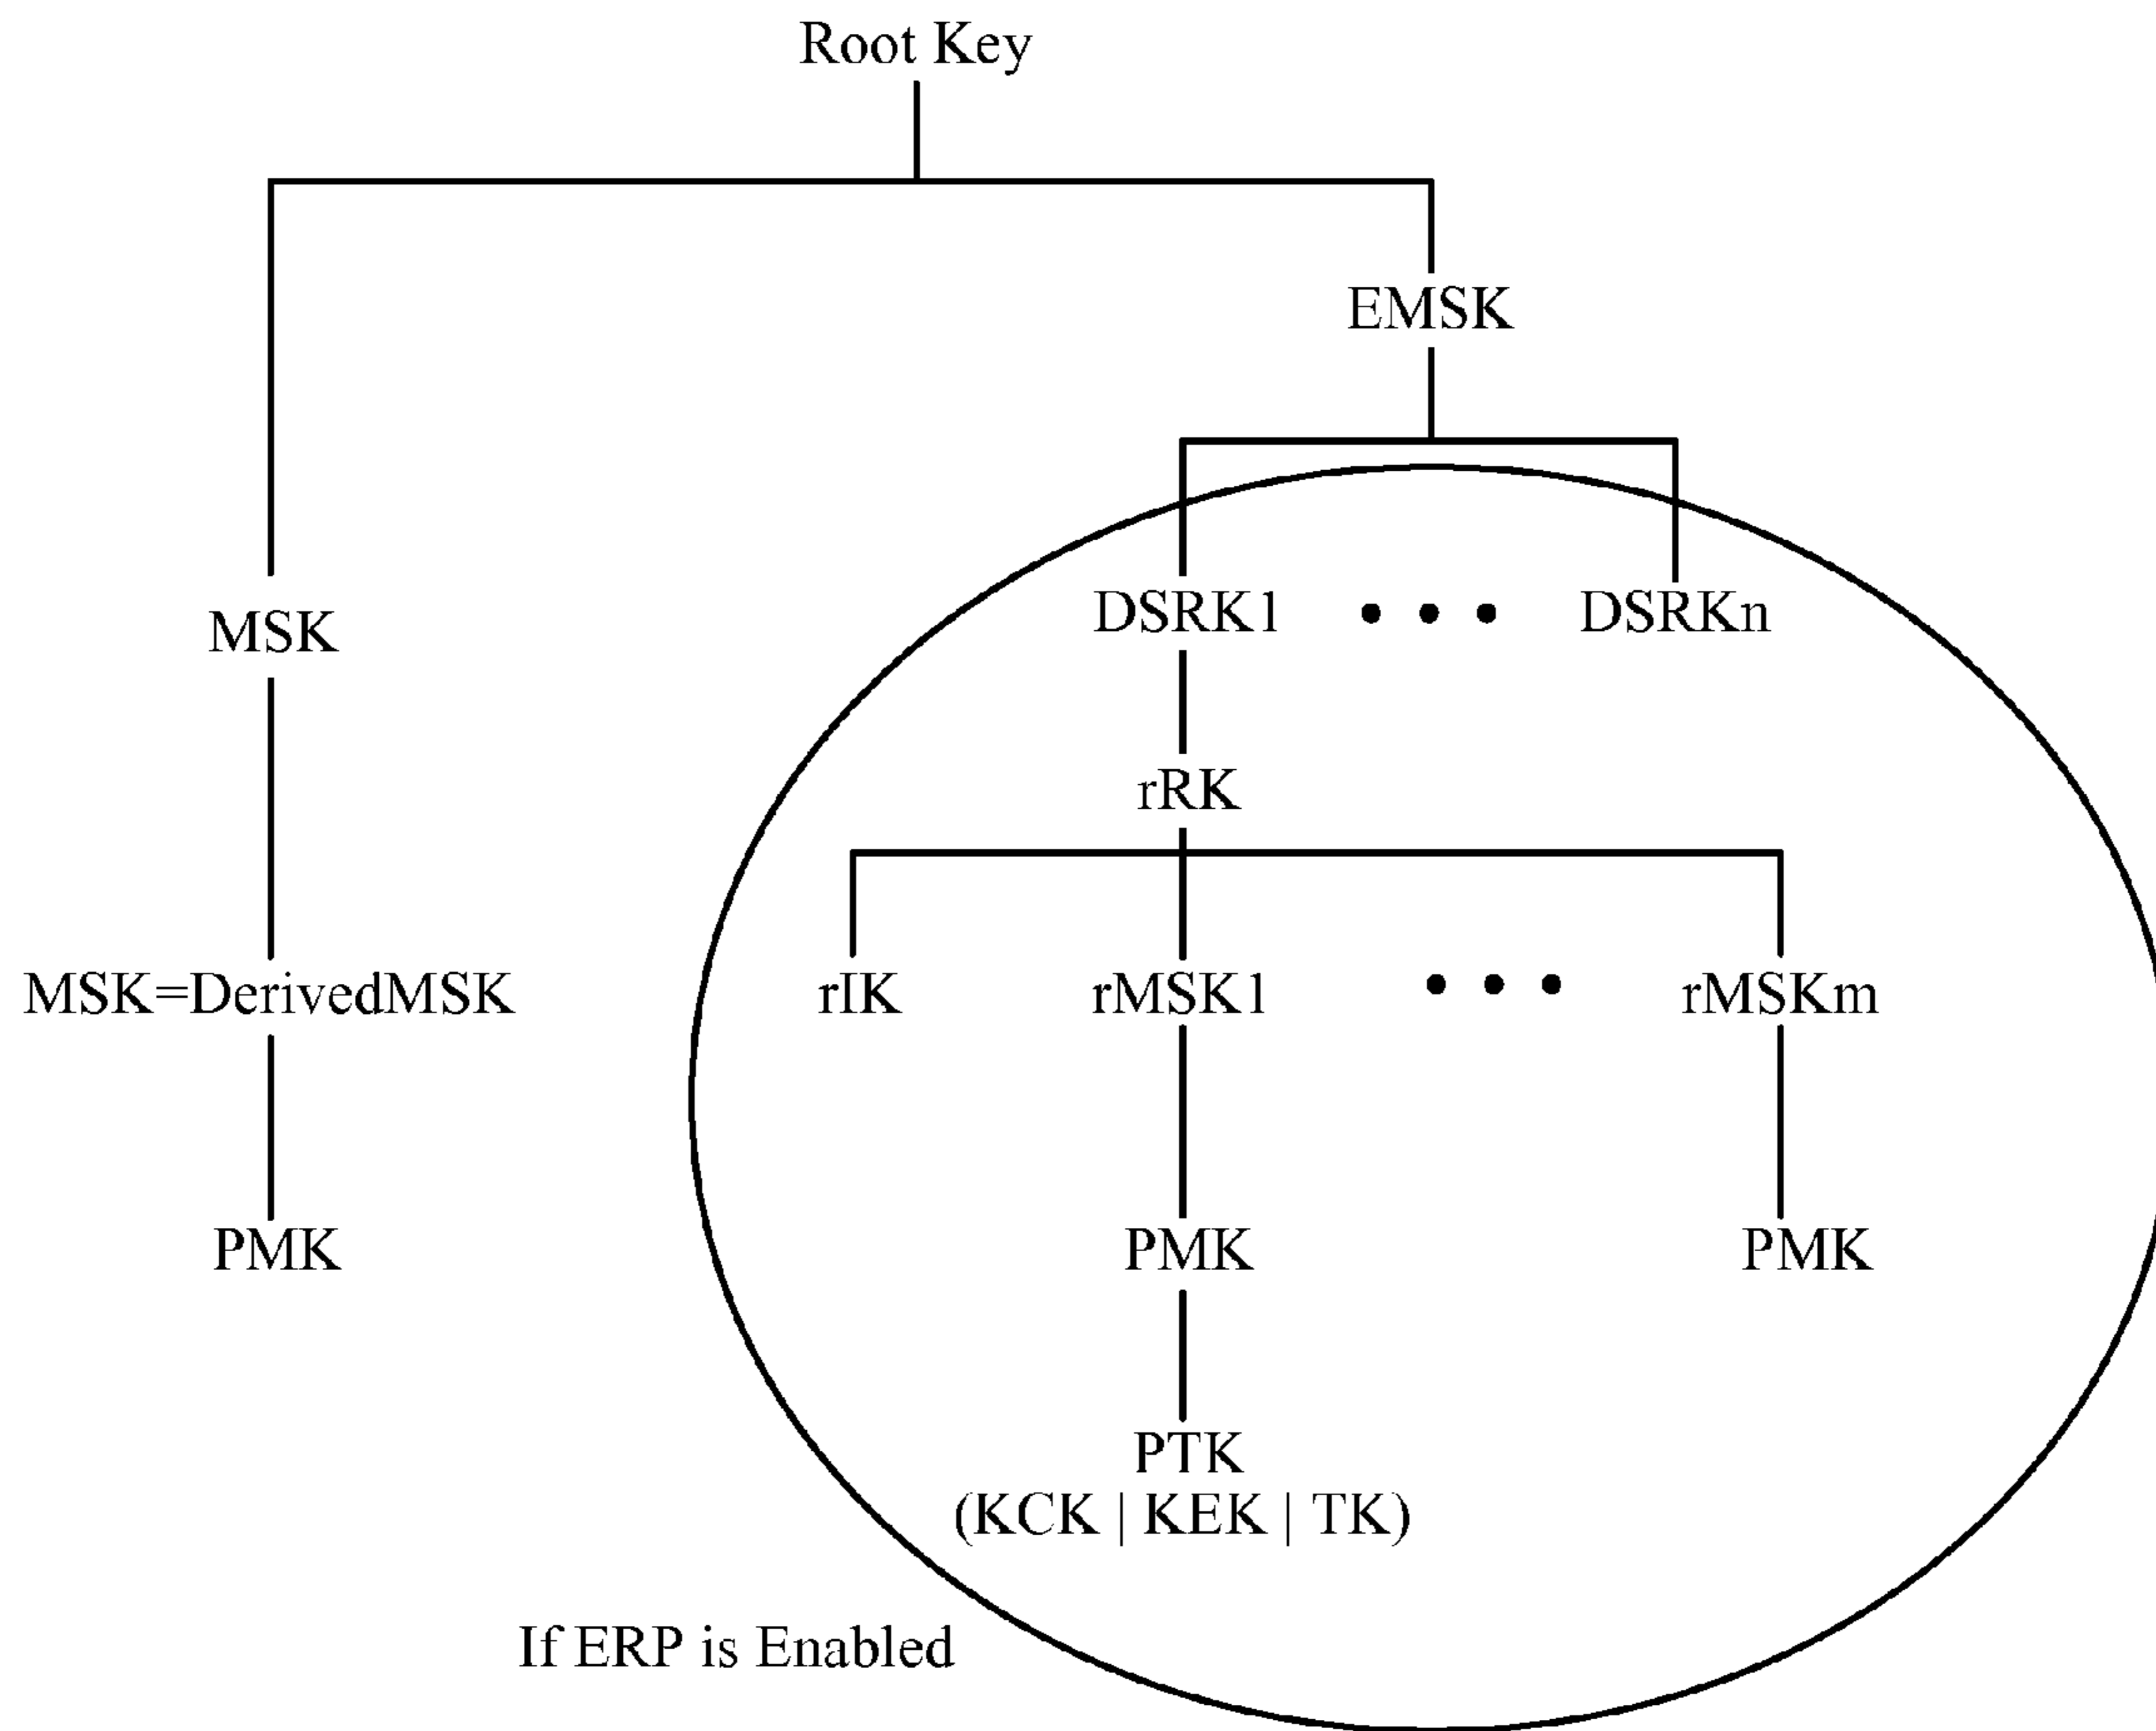 Root Key
EMSK
MSK
DSRK1 • • • DSRKn
rRK
MSK=DerivedMSK
rIK
rMSK1 • • • rMSKm
PMK
PMK
PMK
PTK
(KCK | KEK | TK)
If ERP is Enabled